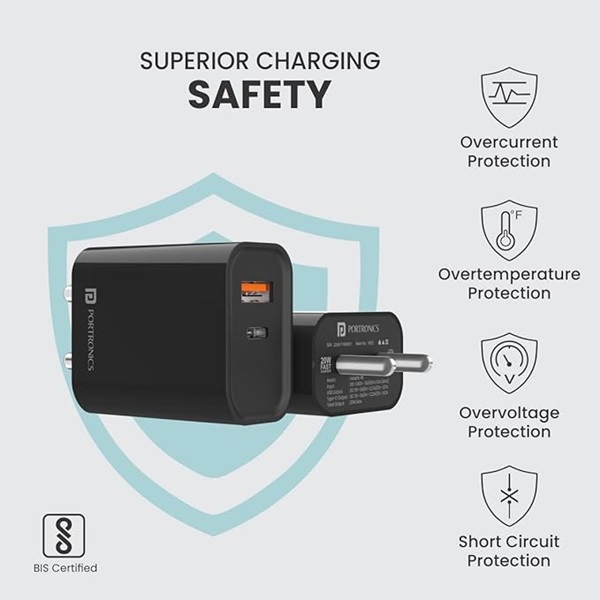 SUPERIOR CHARGING
SAFETY
Overcurrent
Protection
°F
Overtemperature
Protection
Overvoltage
Protection
Short Circuit
Protection
PORTRONICS
PORTRONICS
20W
FAST
BIS Certified